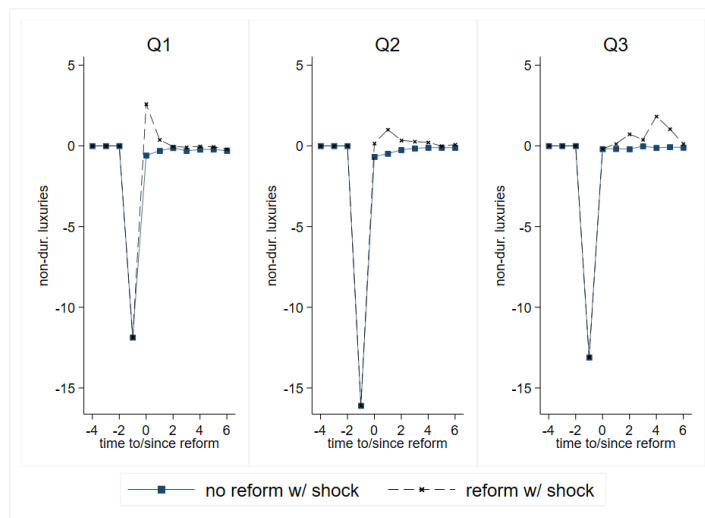 Q1 Q2 Q3
5 5 5
0 0 0
-5 -5 -5
-10 -10 -10
-15 -15 -15
non-dur. luxuries non-dur. luxuries non-dur. luxuries
-4 -2 0 2 4 6 -4 -2 0 2 4 6 -4 -2 0 2 4 6
time to/since reform time to/since reform time to/since reform
no reform w/ shock reform w/ shock